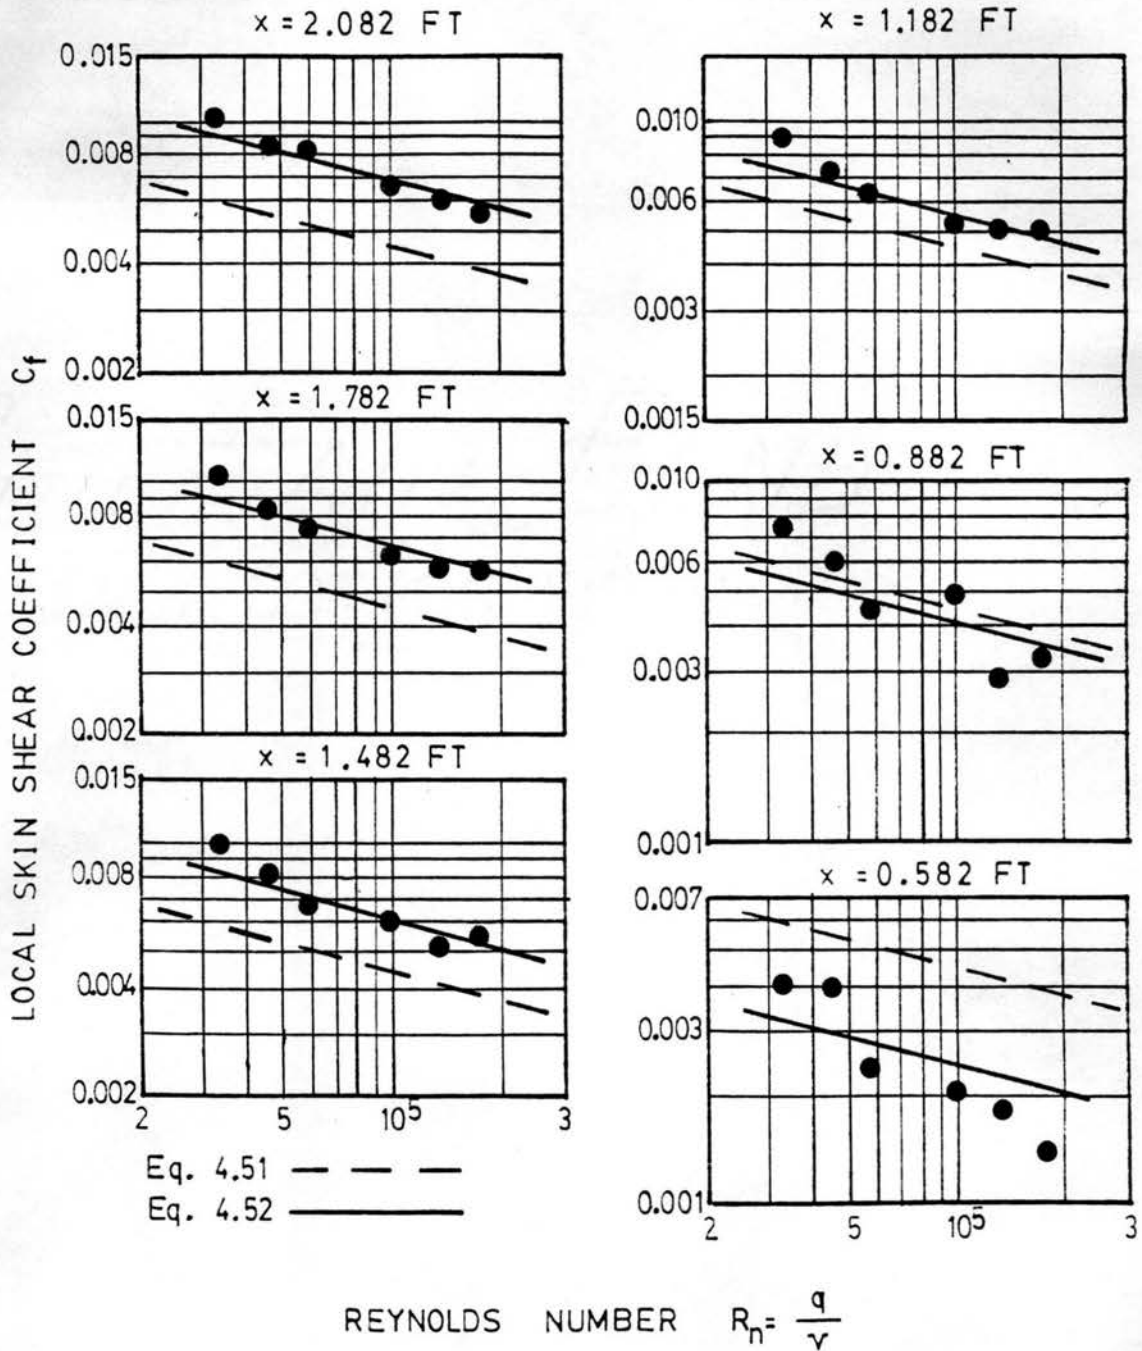 x = 2.082 FT
0.015
0.008
0.004
0.002
x = 1.782 FT
0.015
0.008
0.004
0.002
x = 1.482 FT
0.015
0.008
0.004
0.002
2 5 10⁵ 3
x = 1.182 FT
0.010
0.006
0.003
0.0015
x = 0.882 FT
0.010
0.006
0.003
0.001
x = 0.582 FT
0.007
0.003
0.001
2 5 10⁵ 3
LOCAL SKIN SHEAR COEFFICIENT Cf
Eq. 4.51
Eq. 4.52
REYNOLDS NUMBER Rn = q/ν